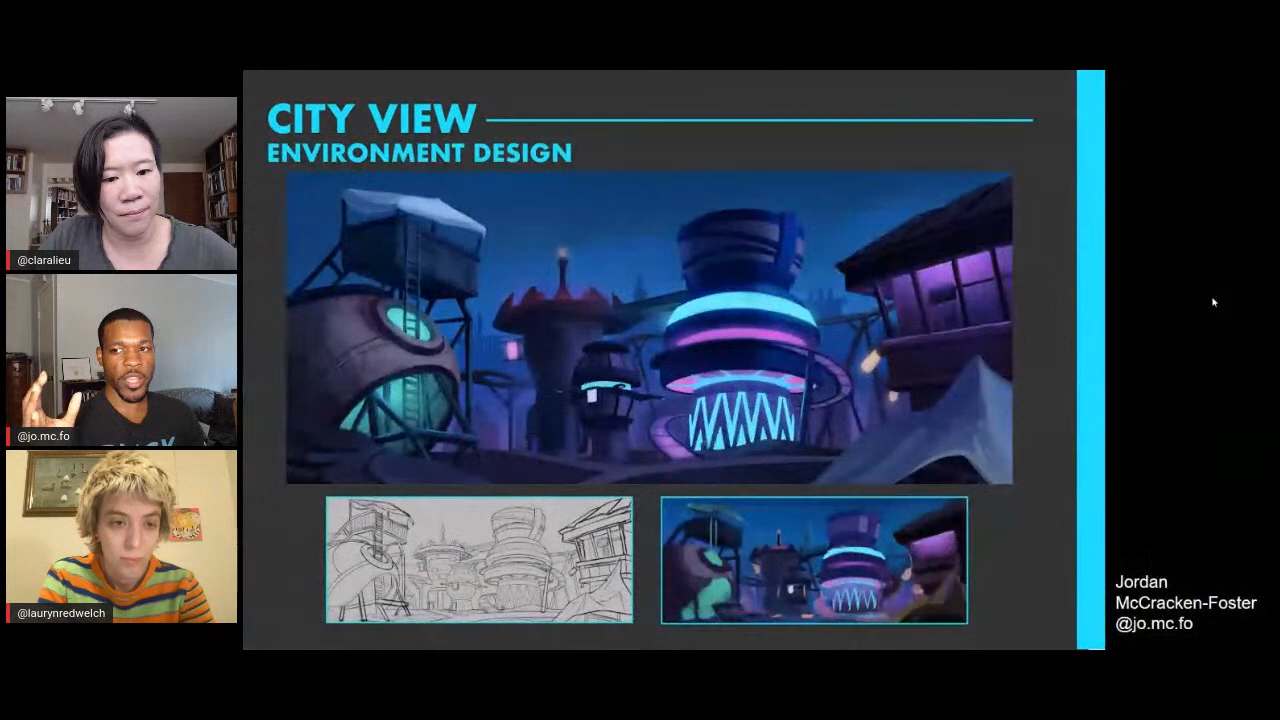 CITY VIEW
ENVIRONMENT DESIGN
@claralieu
@jo.mc.fo
@laurynredwelch
Jordan
McCracken-Foster
@jo.mc.fo